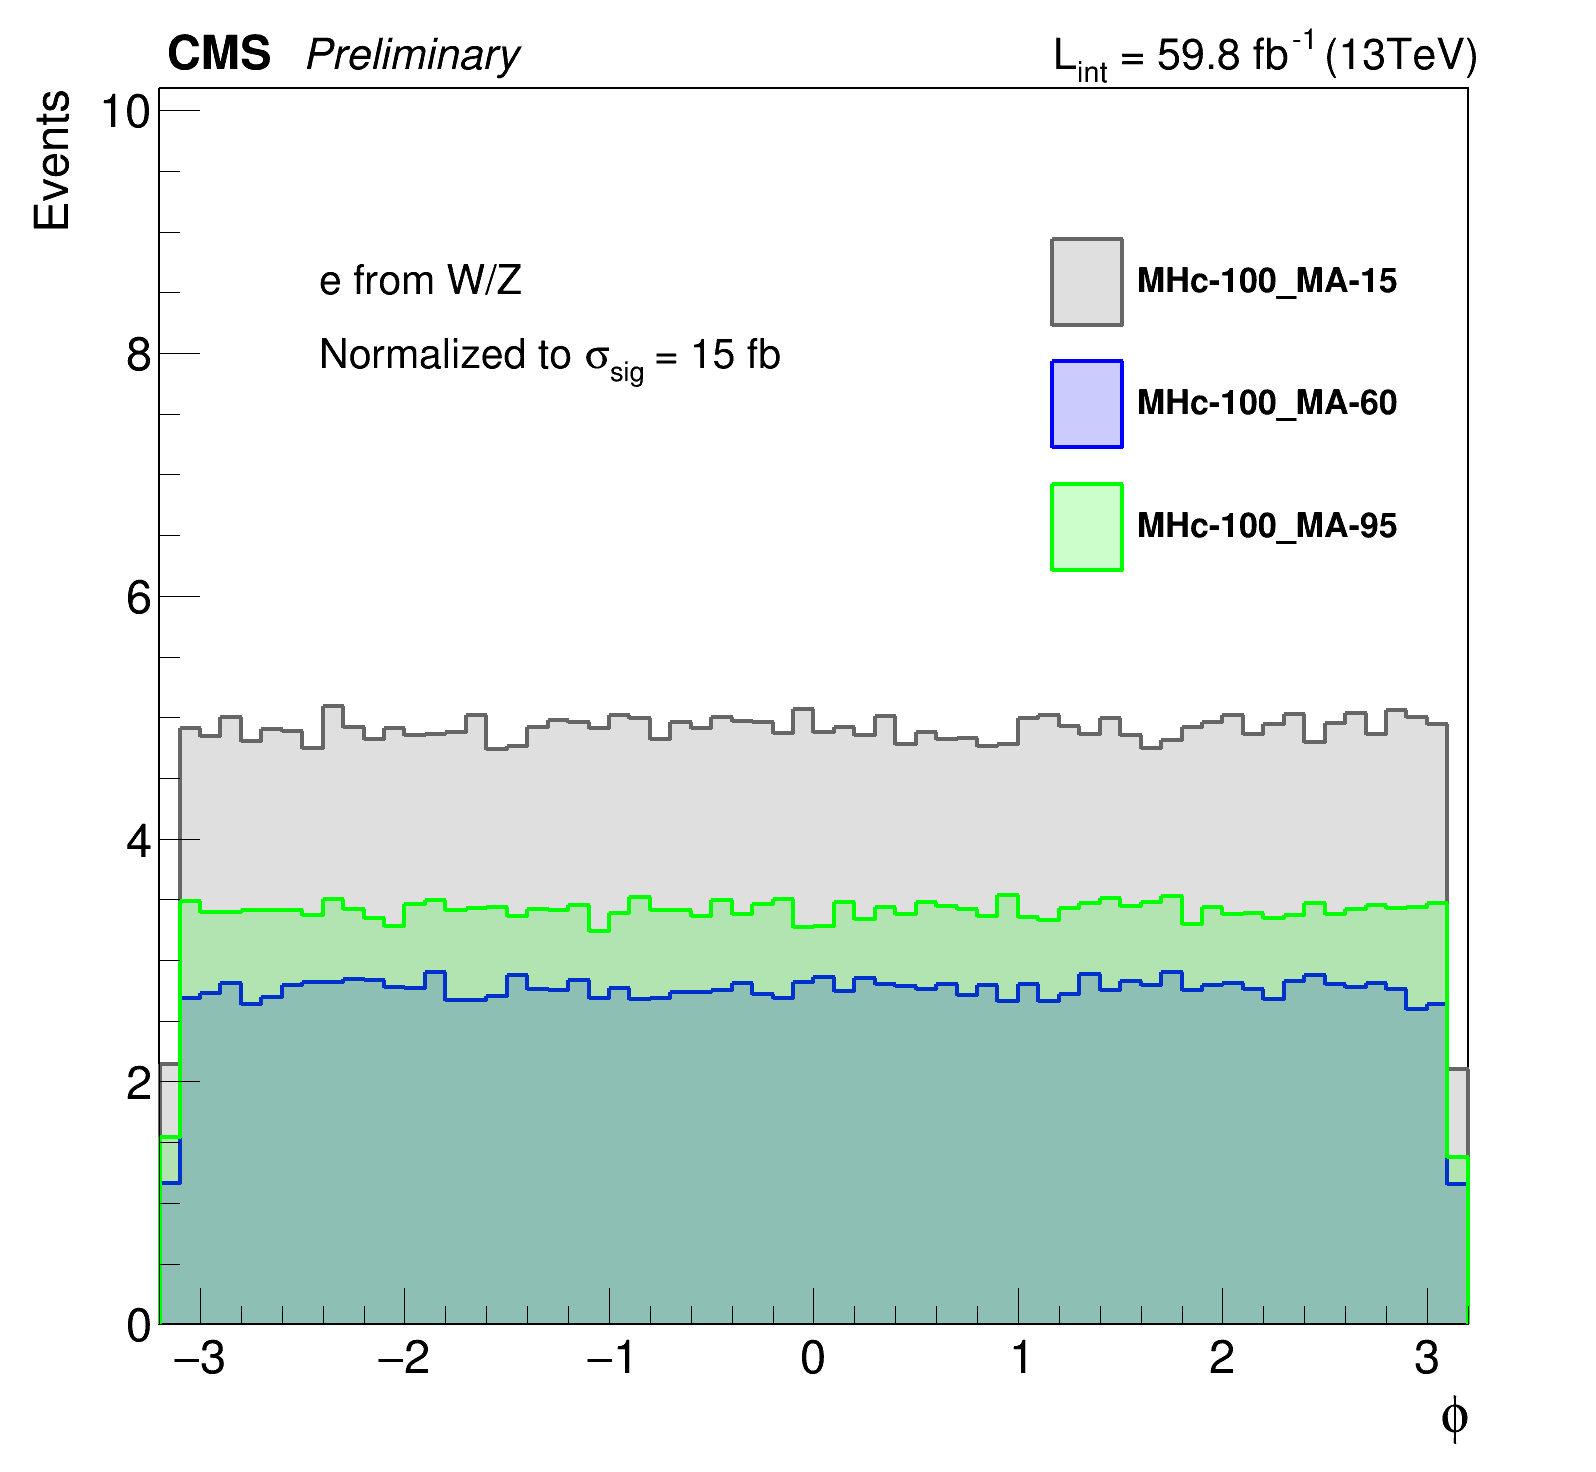 CMS Preliminary
L_int = 59.8 fb^-1 (13TeV)
Events
10
8
6
4
2
0
e from W/Z
Normalized to σ_sig = 15 fb
MHc-100_MA-15
MHc-100_MA-60
MHc-100_MA-95
−3 −2 −1 0 1 2 3
ϕ